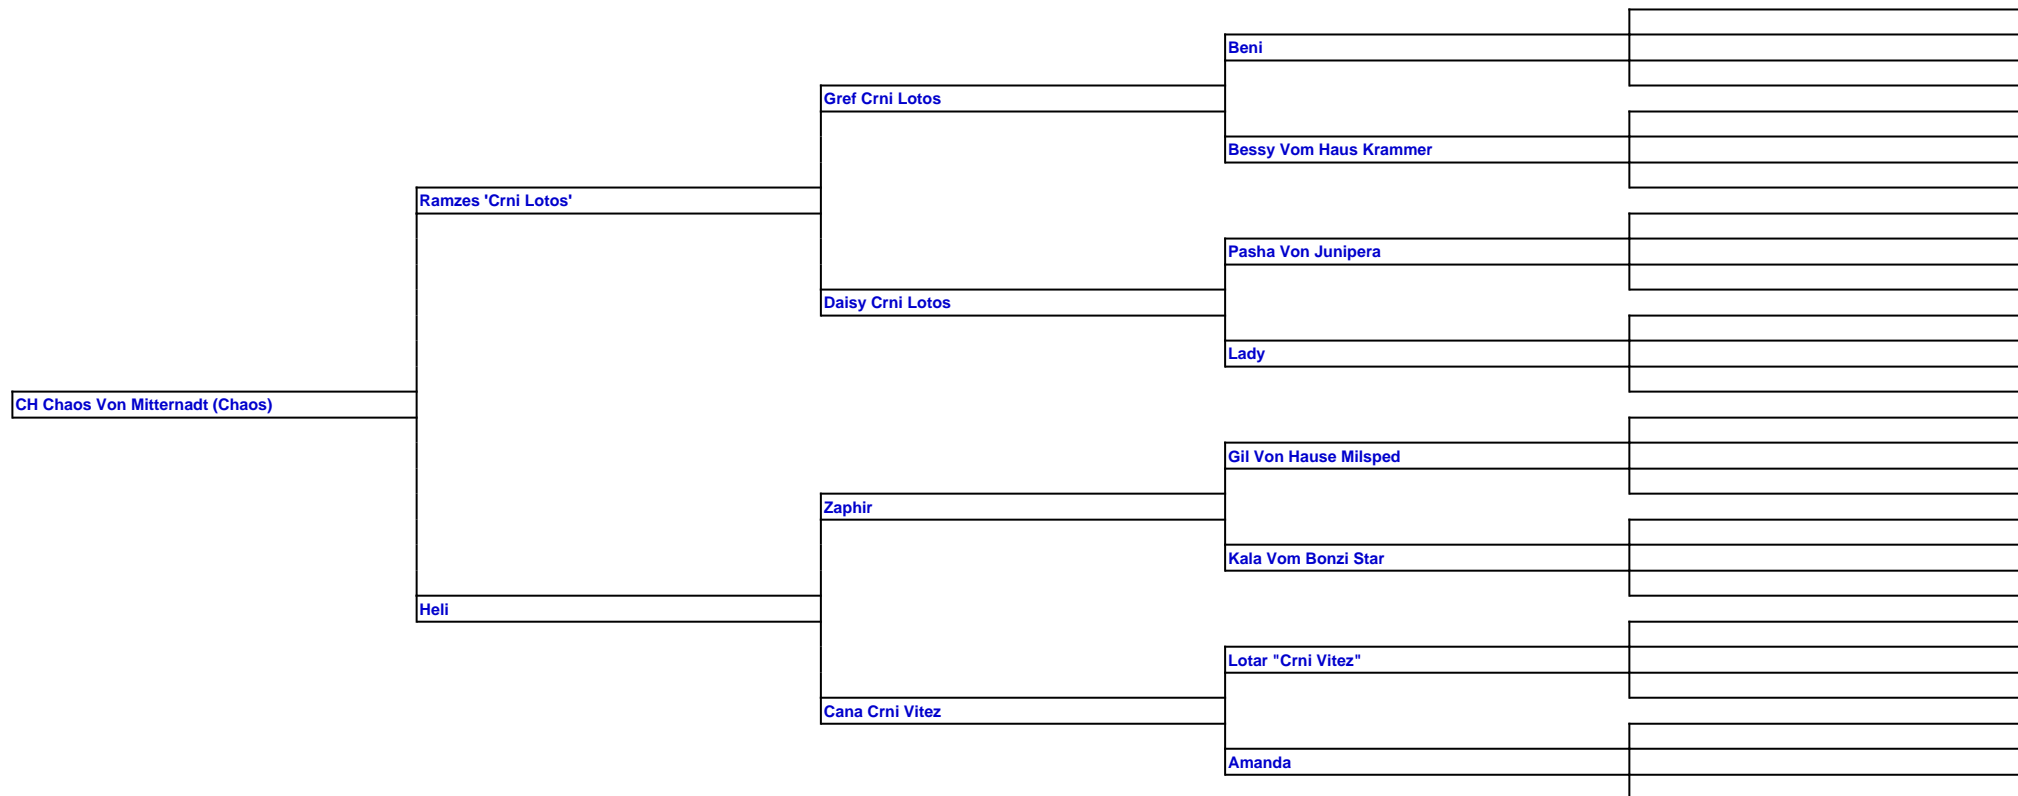 Beni
Gref Crni Lotos
Bessy Vom Haus Krammer
Ramzes 'Crni Lotos'
Pasha Von Junipera
Daisy Crni Lotos
Lady
CH Chaos Von Mitternadt (Chaos)
Gil Von Hause Milsped
Zaphir
Kala Vom Bonzi Star
Heli
Lotar "Crni Vitez"
Cana Crni Vitez
Amanda